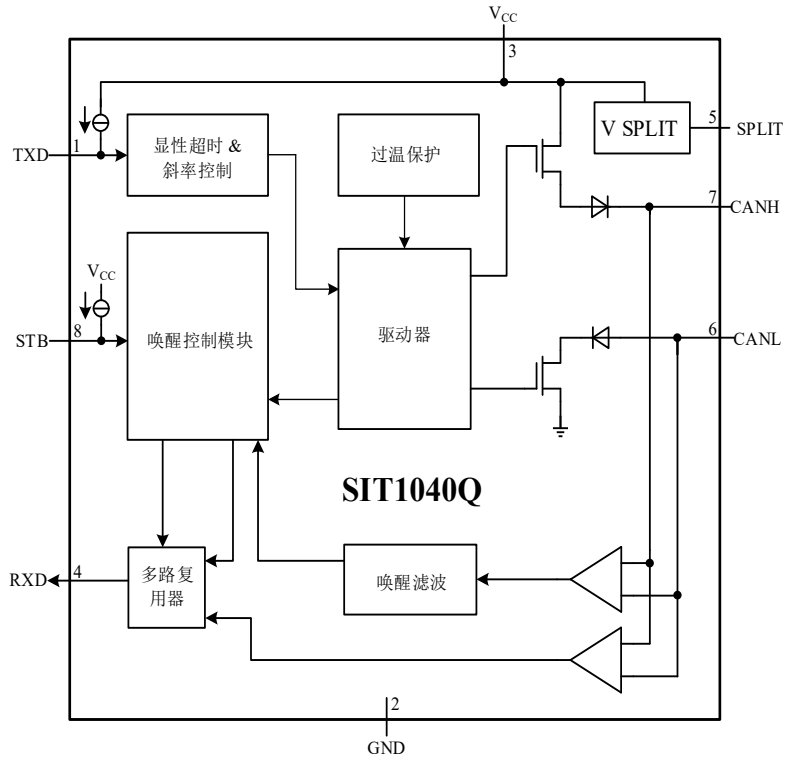 VCC
3
V SPLIT
5
SPLIT
TXD
1
显性超时 &
斜率控制
过温保护
7
CANH
VCC
STB
8
唤醒控制模块
驱动器
6
CANL
SIT1040Q
RXD
4
多路复
用器
唤醒滤波
2
GND